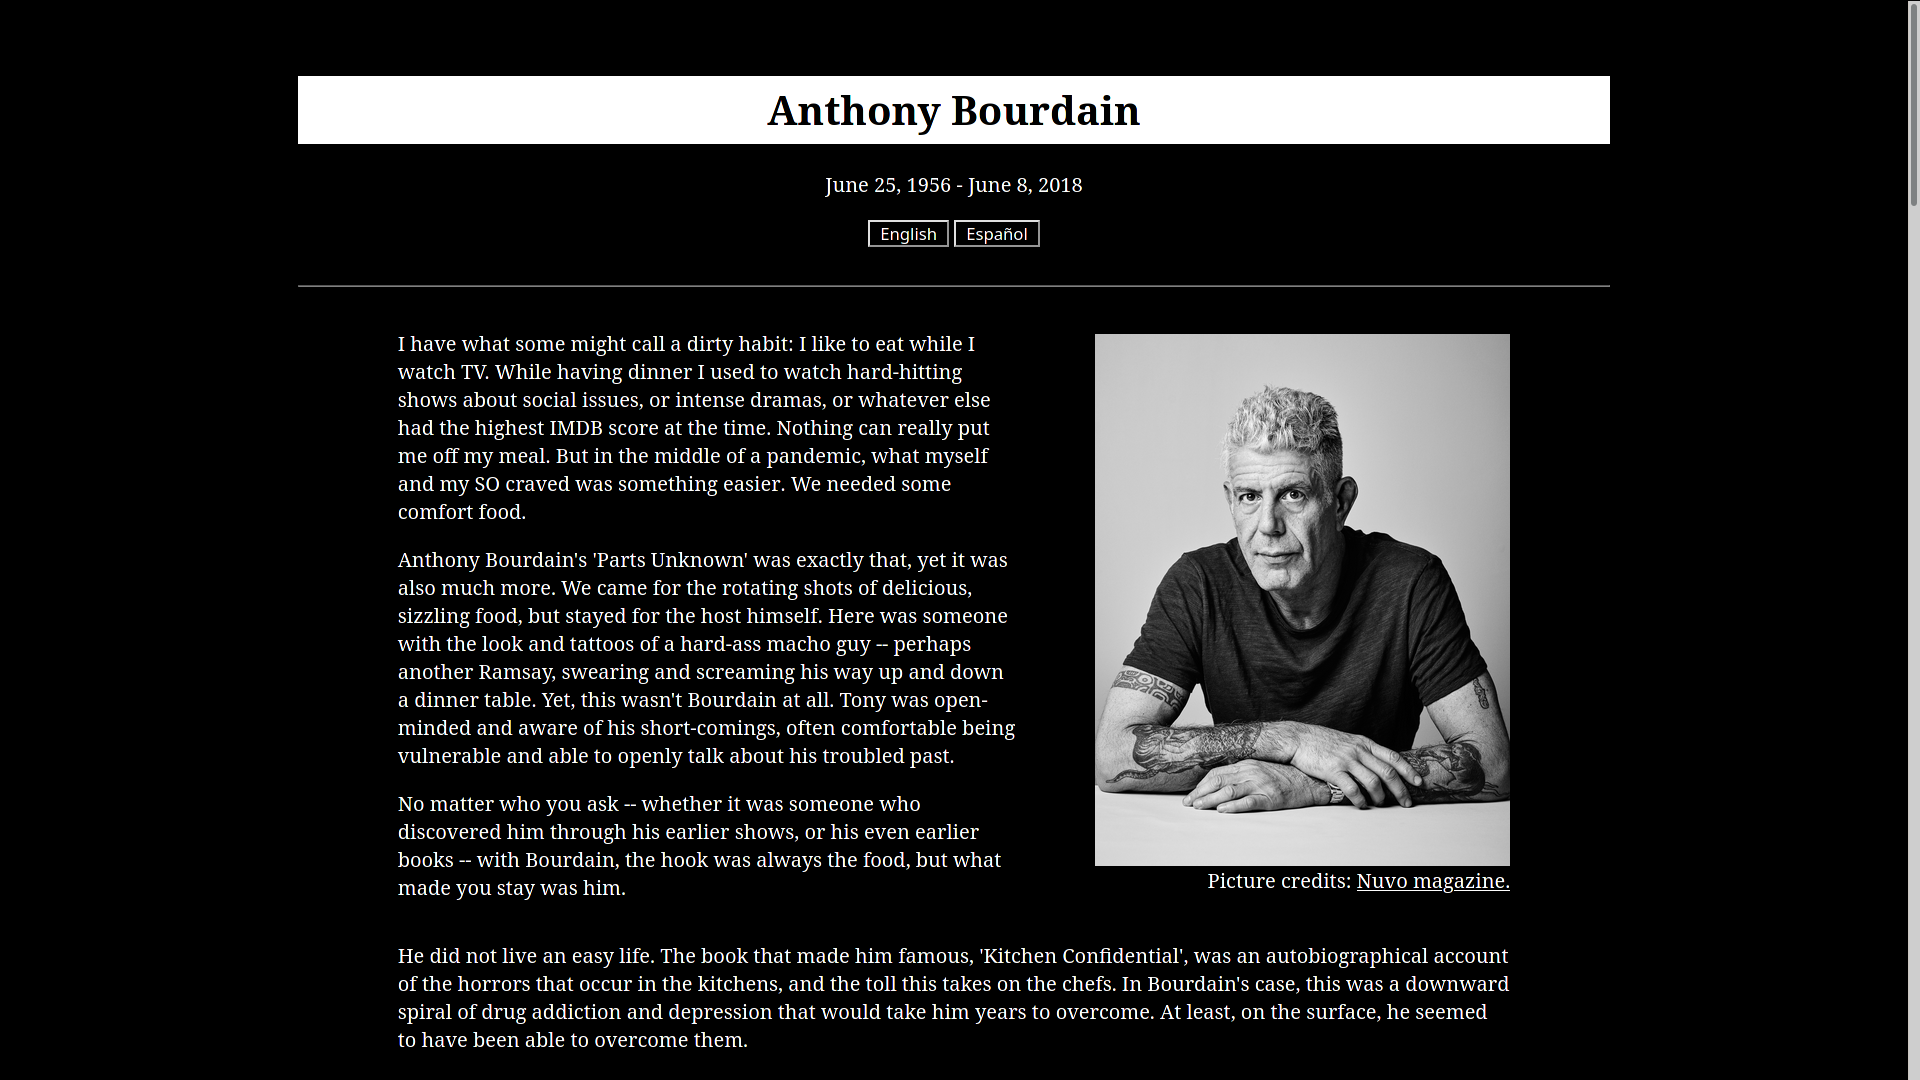 Anthony Bourdain
June 25, 1956 - June 8, 2018
English
Español
I have what some might call a dirty habit: I like to eat while I
watch TV. While having dinner I used to watch hard-hitting
shows about social issues, or intense dramas, or whatever else
had the highest IMDB score at the time. Nothing can really put
me off my meal. But in the middle of a pandemic, what myself
and my SO craved was something easier. We needed some
comfort food.
Anthony Bourdain's 'Parts Unknown' was exactly that, yet it was
also much more. We came for the rotating shots of delicious,
sizzling food, but stayed for the host himself. Here was someone
with the look and tattoos of a hard-ass macho guy -- perhaps
another Ramsay, swearing and screaming his way up and down
a dinner table. Yet, this wasn't Bourdain at all. Tony was open-
minded and aware of his short-comings, often comfortable being
vulnerable and able to openly talk about his troubled past.
No matter who you ask -- whether it was someone who
discovered him through his earlier shows, or his even earlier
books -- with Bourdain, the hook was always the food, but what
made you stay was him.
Picture credits: Nuvo magazine.
He did not live an easy life. The book that made him famous, 'Kitchen Confidential', was an autobiographical account
of the horrors that occur in the kitchens, and the toll this takes on the chefs. In Bourdain's case, this was a downward
spiral of drug addiction and depression that would take him years to overcome. At least, on the surface, he seemed
to have been able to overcome them.